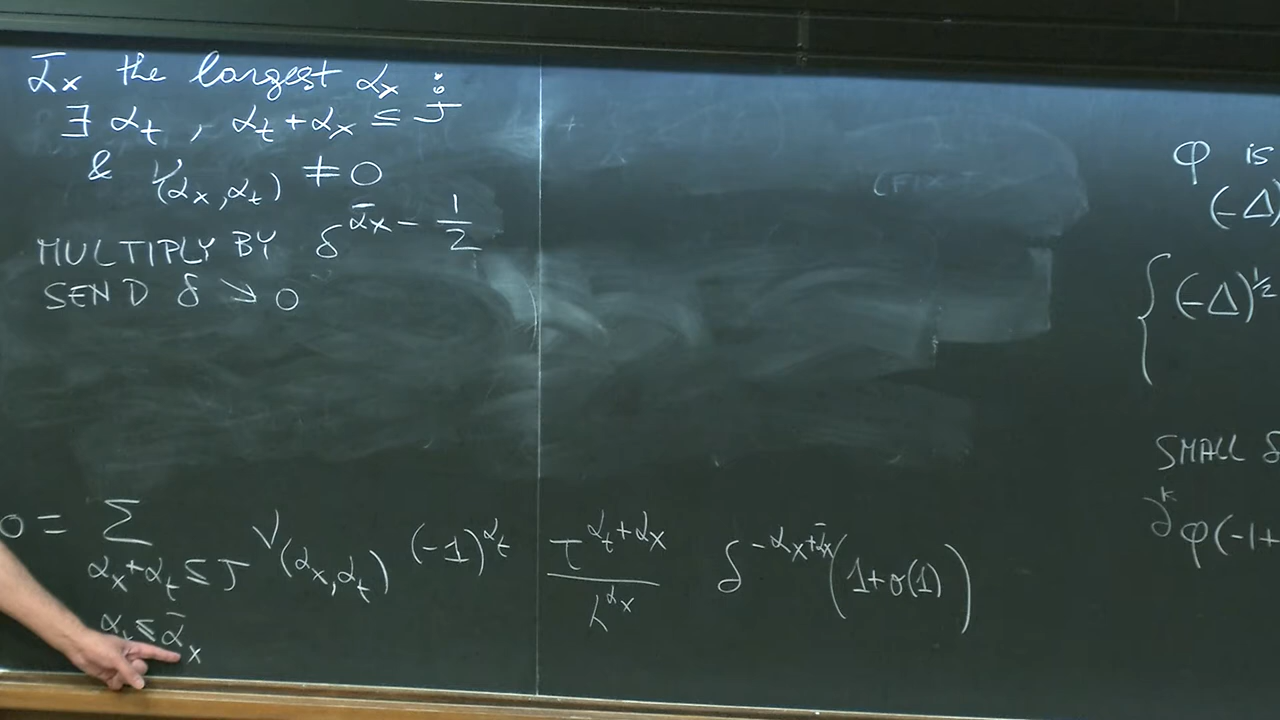 ᾱx the largest αx :
∃ αt , αt + αx ≤ J
& V(αx, αt) ≠ 0
MULTIPLY BY δ^(ᾱx - 1/2)
SEND δ ↘ 0
0 = ∑ V(αx, αt) (-1)^αt τ^(αt+αx) / h^αx δ^(-αx+ᾱx) (1+o(1))
αx+αt ≤ J
αx ≤ ᾱx
φ is
(-Δ)
{ (-Δ)^½
SMALL δ
∂^k φ(-1+